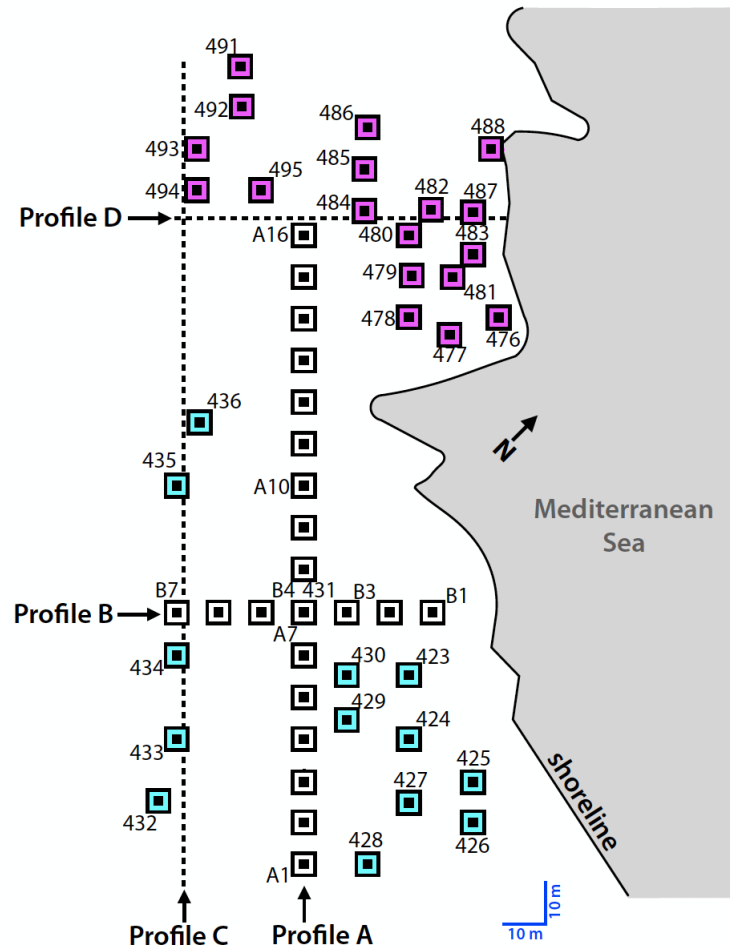 491
492
486
493
488
485
495
494
482
487
Profile D
484
A16
480
483
479
481
478
476
477
436
N
435
A10
Mediterranean
Sea
B7
B4 431
B3
B1
Profile B
A7
434
430
423
429
424
433
425
shoreline
427
432
426
428
A1
10 m
10 m
Profile C
Profile A